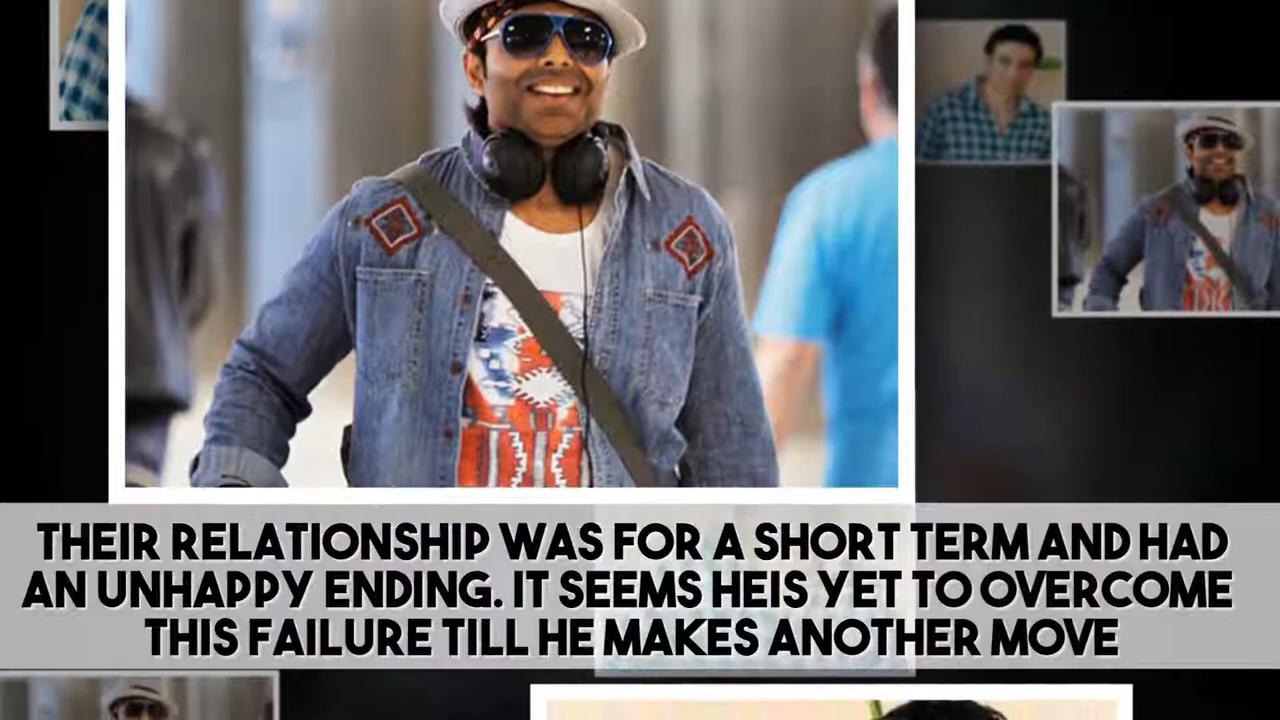 THEIR RELATIONSHIP WAS FOR A SHORT TERM AND HAD
AN UNHAPPY ENDING. IT SEEMS HEIS YET TO OVERCOME
THIS FAILURE TILL HE MAKES ANOTHER MOVE